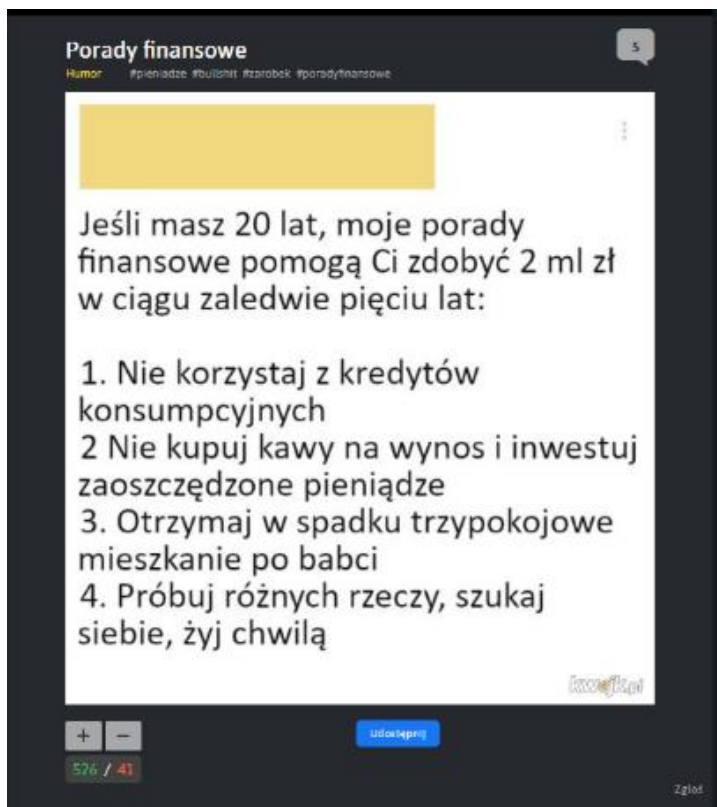 Porady finansowe
5
Humor #pieniadze #bullshit #zarobek #poradyfinansowe
Jeśli masz 20 lat, moje porady
finansowe pomogą Ci zdobyć 2 ml zł
w ciągu zaledwie pięciu lat:
1. Nie korzystaj z kredytów
konsumpcyjnych
2 Nie kupuj kawy na wynos i inwestuj
zaoszczędzone pieniądze
3. Otrzymaj w spadku trzypokojowe
mieszkanie po babci
4. Próbuj różnych rzeczy, szukaj
siebie, żyj chwilą
kwejk.pl
+ −
Udostępnij
526 / 41
Zgłoś